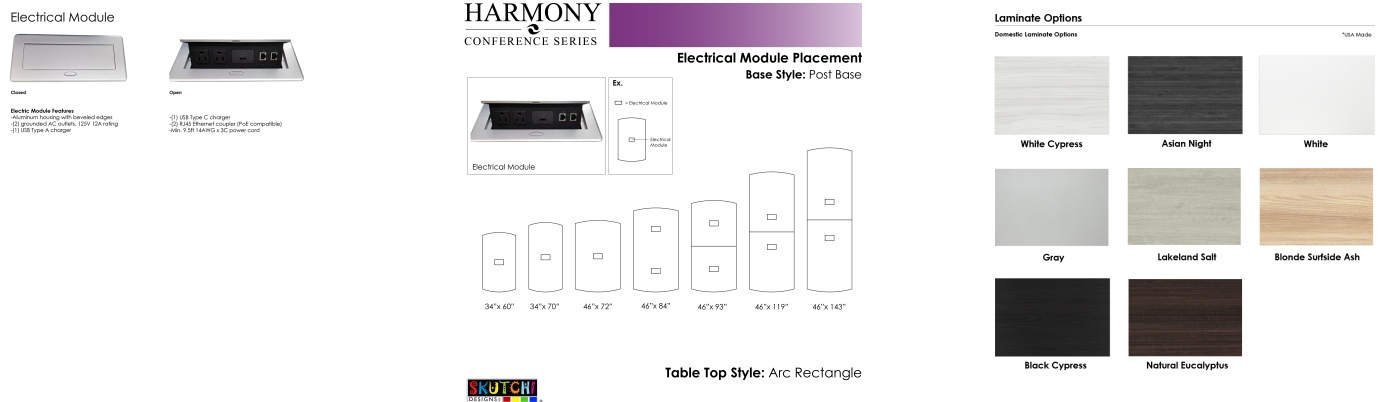 Electrical Module
Closed
Open
Electric Module Features
-Aluminum housing with beveled edges
-(2) grounded AC outlets, 125V 12A rating
-(1) USB Type A charger
-(1) USB Type C charger
-(2) RJ45 Ethernet coupler (PoE compatible)
-Min. 9.5ft 14AWG x 3C power cord
HARMONY
CONFERENCE SERIES
Electrical Module Placement
Base Style: Post Base
Ex.
= Electrical Module
Electrical
Module
Electrical Module
34"x 60"
34"x 70"
46"x 72"
46"x 84"
46"x 93"
46"x 119"
46"x 143"
Table Top Style: Arc Rectangle
SKUTCHI
DESIGNS
Laminate Options
Domestic Laminate Options
*USA Made
White Cypress
Asian Night
White
Gray
Lakeland Salt
Blonde Surfside Ash
Black Cypress
Natural Eucalyptus